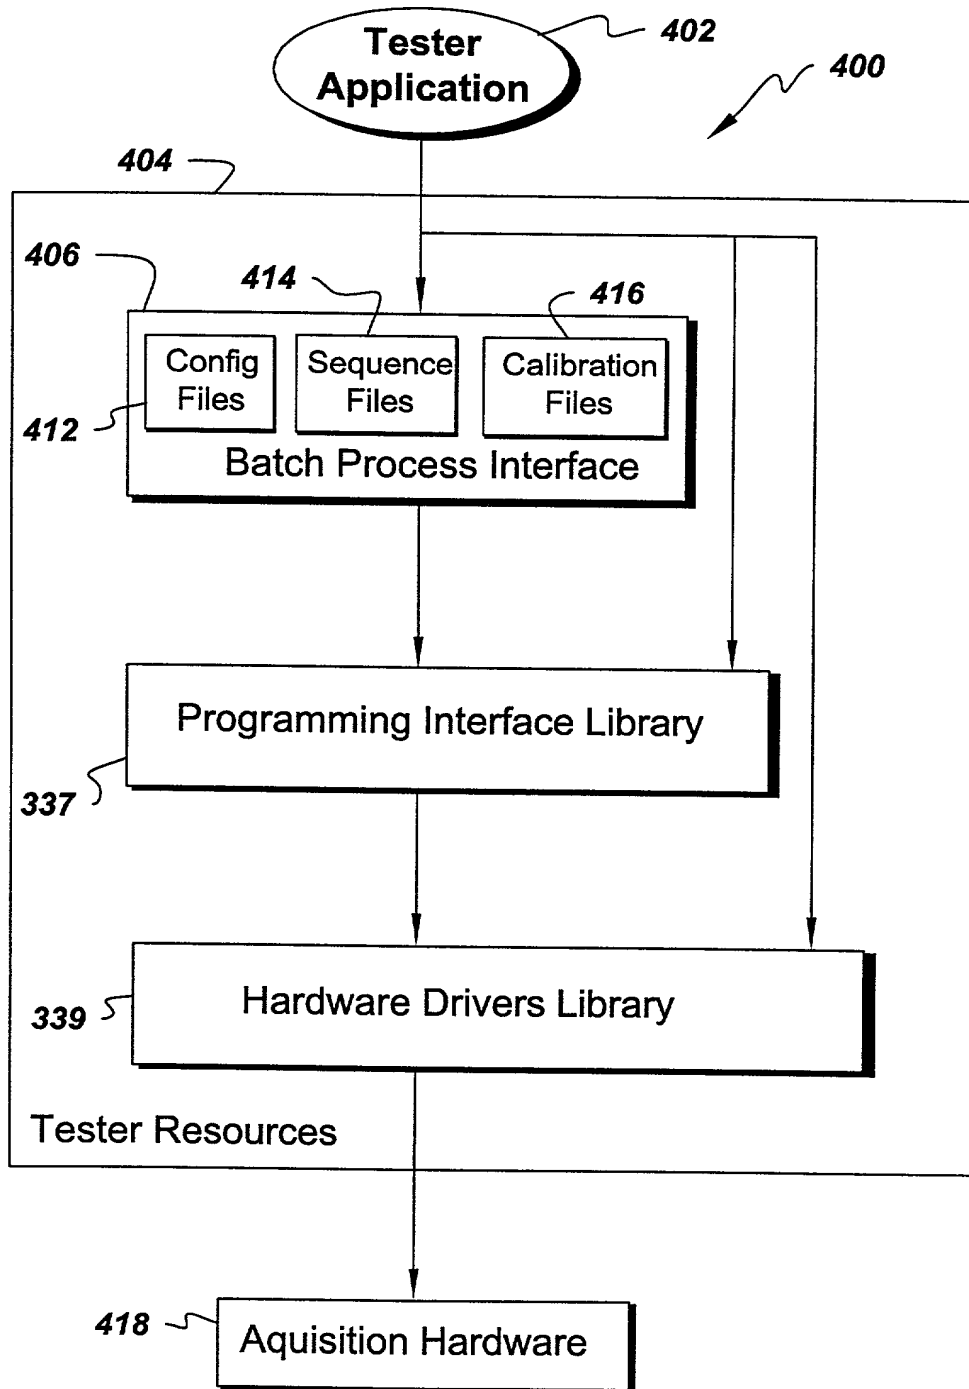 Tester
Application
402
400
404
406
414
416
Config
Files
Sequence
Files
Calibration
Files
412
Batch Process Interface
Programming Interface Library
337
Hardware Drivers Library
339
Tester Resources
418
Aquisition Hardware